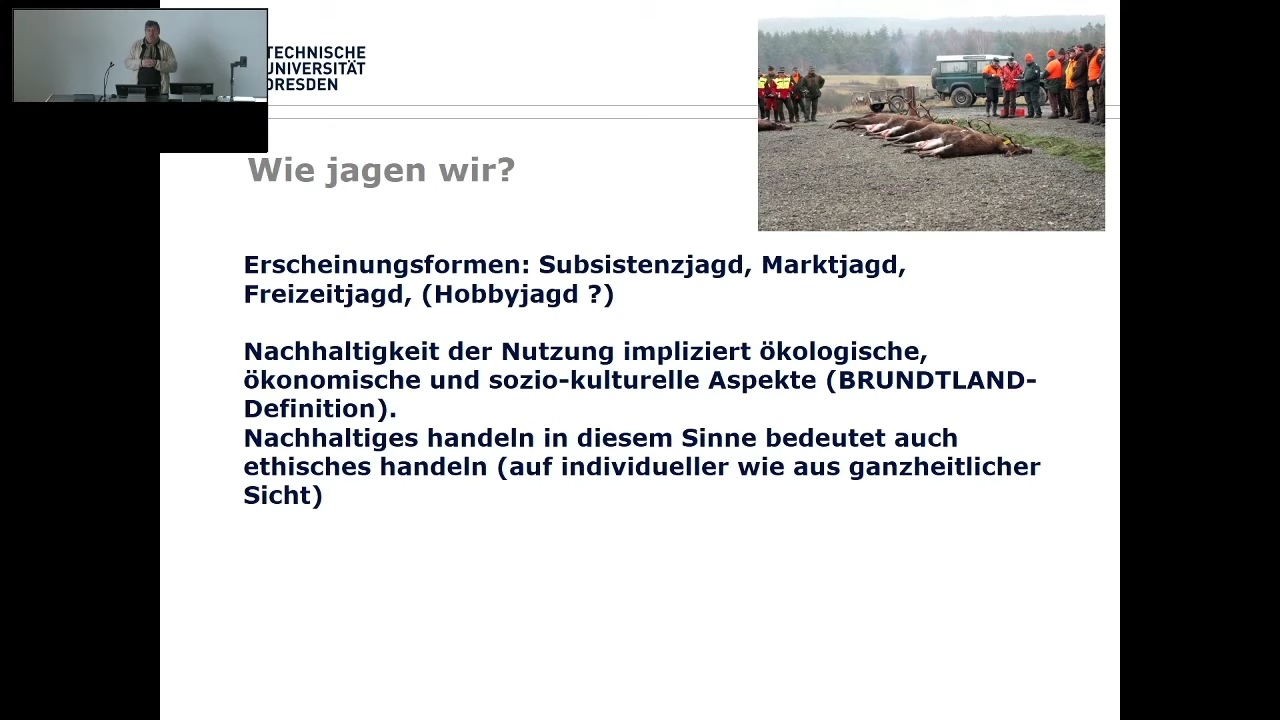 TECHNISCHE
UNIVERSITÄT
DRESDEN
Wie jagen wir?
Erscheinungsformen: Subsistenzjagd, Marktjagd,
Freizeitjagd, (Hobbyjagd ?)
Nachhaltigkeit der Nutzung impliziert ökologische,
ökonomische und sozio-kulturelle Aspekte (BRUNDTLAND-
Definition).
Nachhaltiges handeln in diesem Sinne bedeutet auch
ethisches handeln (auf individueller wie aus ganzheitlicher
Sicht)